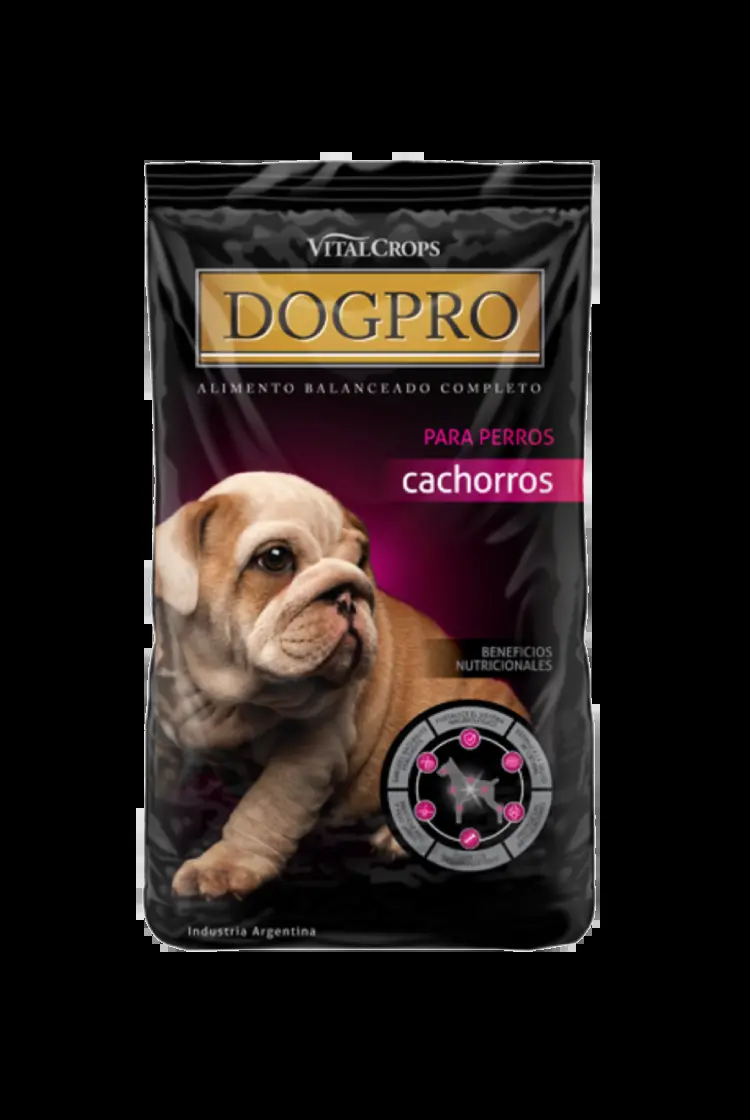 VITALCROPS
DOGPRO
ALIMENTO BALANCEADO COMPLETO
PARA PERROS
cachorros
BENEFICIOS
NUTRICIONALES
Industria Argentina